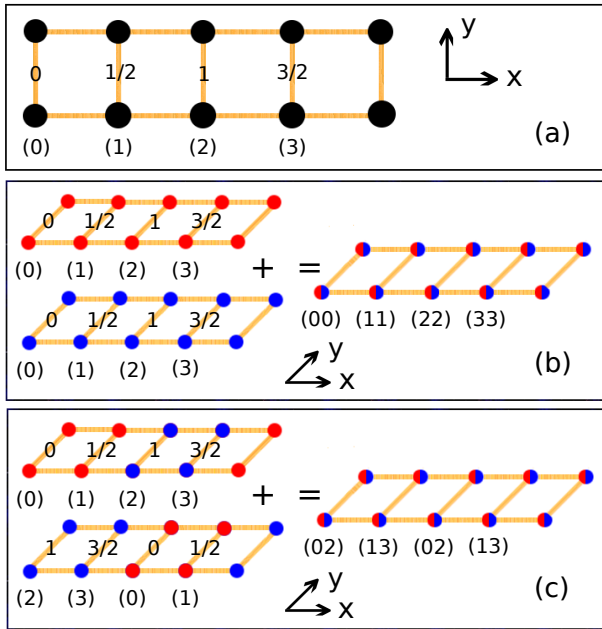 y
0 1/2 1 3/2
x
(0) (1) (2) (3)
(a)
0 1/2 1 3/2
(0) (1) (2) (3)
+ =
0 1/2 1 3/2
(00) (11) (22) (33)
(0) (1) (2) (3)
y
x
(b)
0 1/2 1 3/2
(0) (1) (2) (3)
+ =
1 3/2 0 1/2
(02) (13) (02) (13)
(2) (3) (0) (1)
y
x
(c)